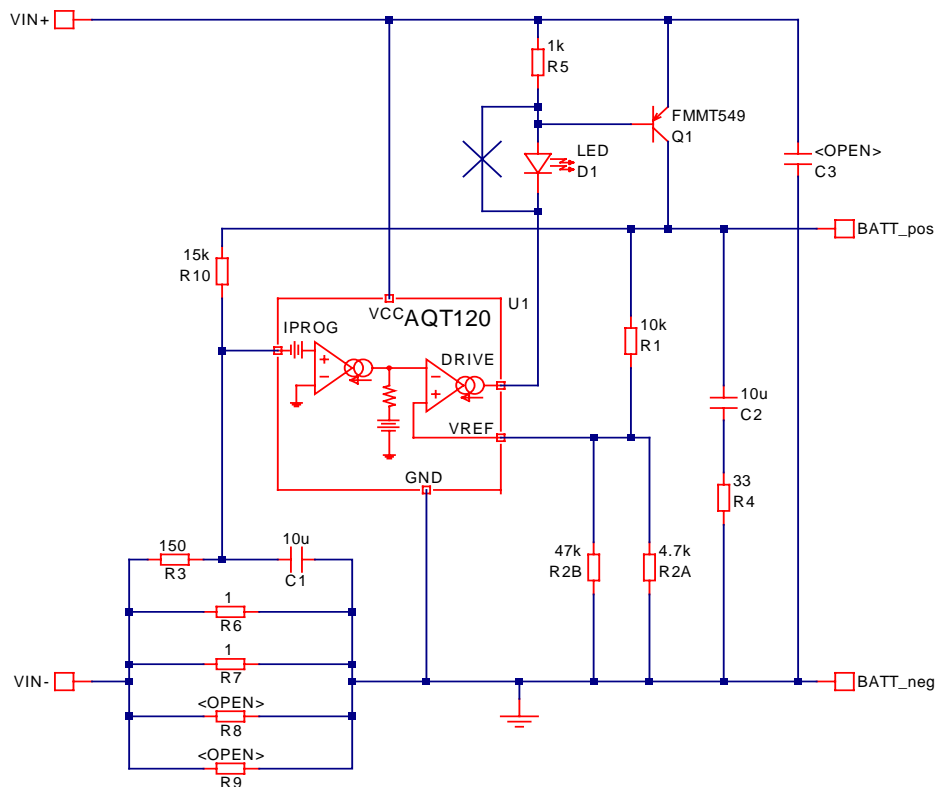 VIN+
1k
R5
FMMT549
Q1
LED
D1
<OPEN>
C3
BATT_pos
15k
R10
U1
VCC
AQT120
IPROG
+
−
DRIVE
−
+
VREF
GND
10k
R1
10u
C2
33
R4
150
R3
10u
C1
47k
R2B
4.7k
R2A
1
R6
1
R7
VIN-
BATT_neg
<OPEN>
R8
<OPEN>
R9